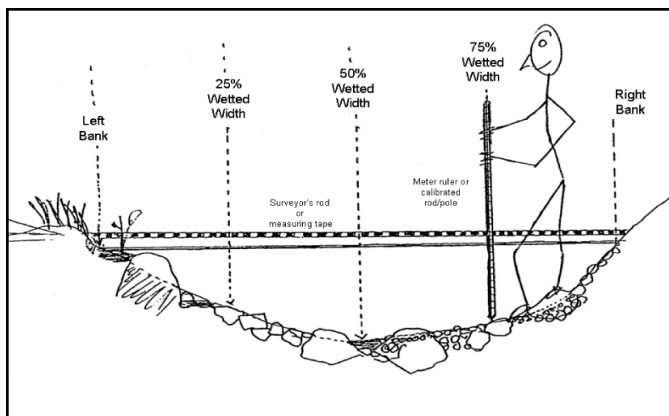 Left
Bank
25%
Wetted
Width
50%
Wetted
Width
75%
Wetted
Width
Right
Bank
Surveyor's rod
or
measuring tape
Meter ruler or
calibrated
rod/pole